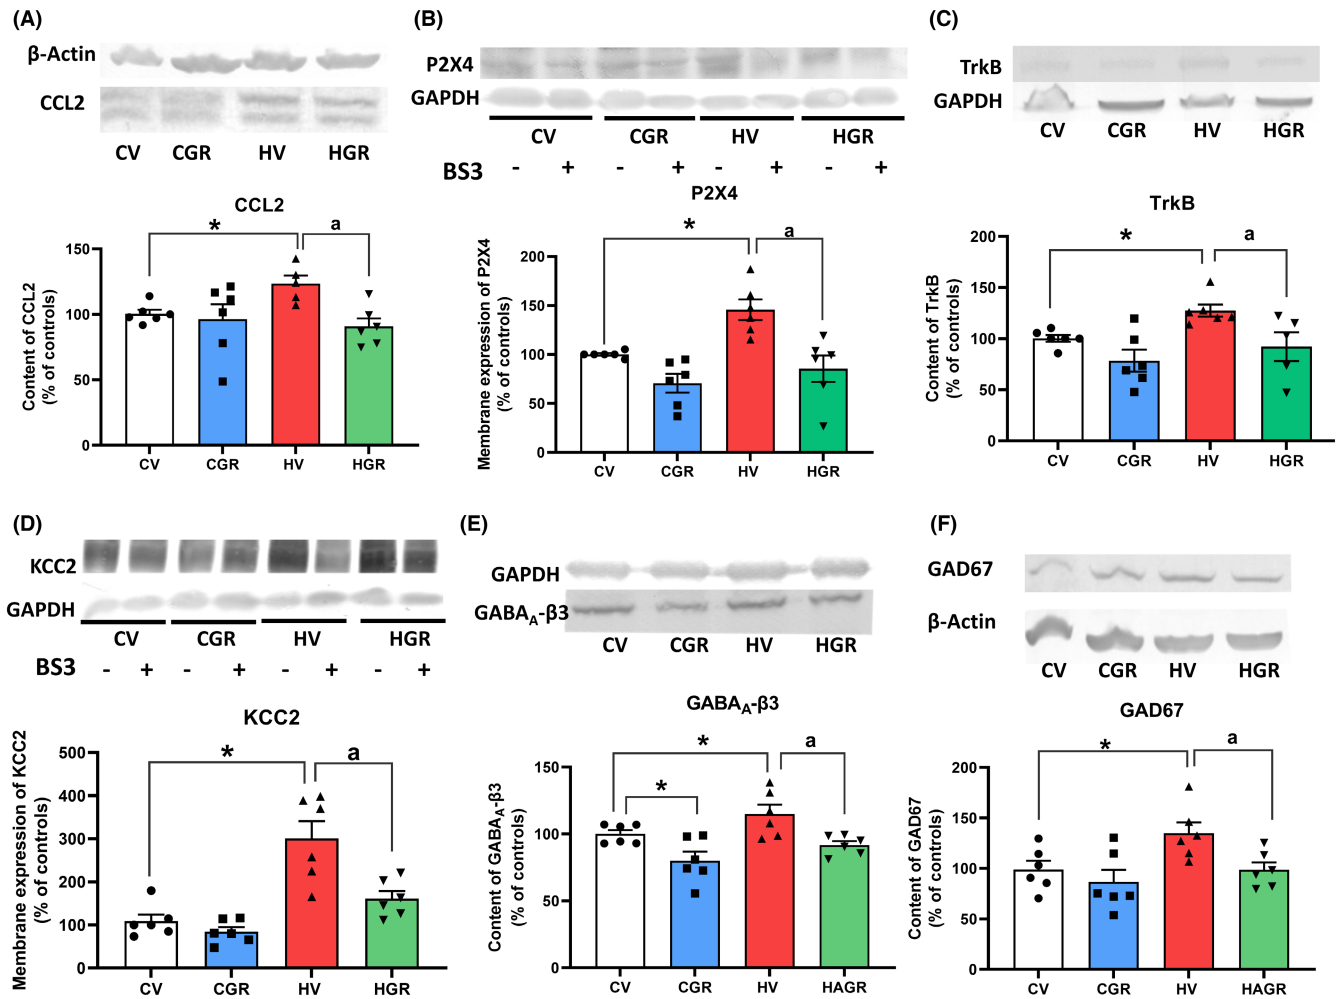 (A)
β-Actin
CCL2
CV CGR HV HGR
CCL2
* a
Content of CCL2
(% of controls)
150
100
50
0
CV CGR HV HGR
(B)
P2X4
GAPDH
CV CGR HV HGR
BS3 - + - + - + - +
P2X4
* a
Membrane expression of P2X4
(% of controls)
200
150
100
50
0
CV CGR HV HGR
(C)
TrkB
GAPDH
CV CGR HV HGR
TrkB
* a
Content of TrkB
(% of controls)
200
150
100
50
0
CV CGR HV HGR
(D)
KCC2
GAPDH
CV CGR HV HGR
BS3 - + - + - + - +
KCC2
* a
Membrane expression of KCC2
(% of controls)
500
400
300
200
100
0
CV CGR HV HGR
(E)
GAPDH
GABAA-β3
CV CGR HV HGR
GABAA-β3
* a
*
Content of GABAA-β3
(% of controls)
150
100
50
0
CV CGR HV HAGR
(F)
GAD67
β-Actin
CV CGR HV HGR
GAD67
* a
Content of GAD67
(% of controls)
200
150
100
50
0
CV CGR HV HGR